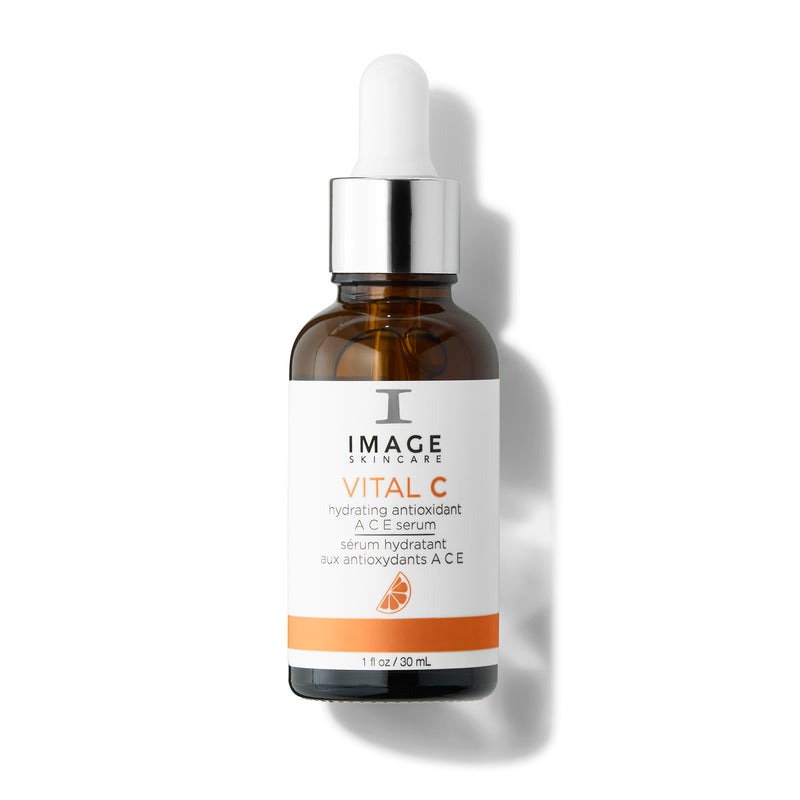 I
IMAGE
SKINCARE
VITAL C
hydrating antioxidant
A C E serum
sérum hydratant
aux antioxydants A C E
1 fl oz / 30 mL